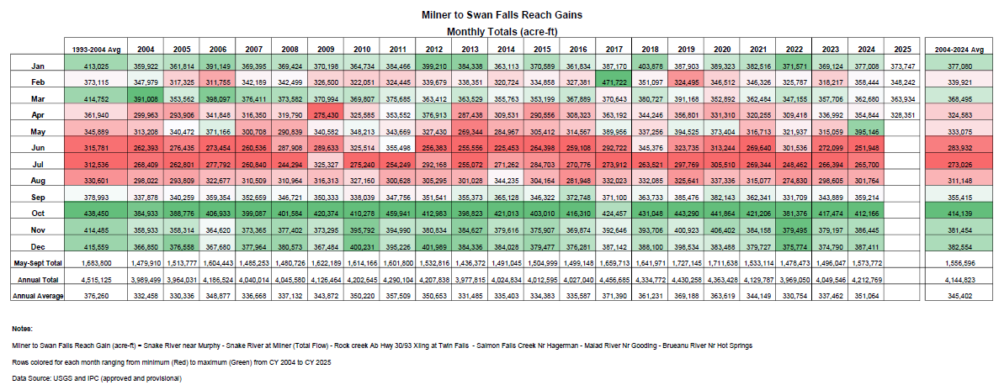 Milner to Swan Falls Reach Gains
Monthly Totals (acre-ft)
1993-2004 Avg 2004 2005 2006 2007 2008 2009 2010 2011 2012 2013 2014 2015 2016 2017 2018 2019 2020 2021 2022 2023 2024 2025 2004-2024 Avg
Jan 413,025 359,922 361,814 391,149 369,395 369,424 370,198 364,734 384,466 399,210 384,338 363,113 370,589 361,834 387,170 403,878 387,903 389,323 382,516 371,571 369,124 377,008 373,747 377,080
Feb 373,115 347,979 317,325 311,755 342,189 342,499 326,500 322,051 324,445 339,679 338,351 320,724 334,858 327,381 471,722 351,097 324,495 346,512 346,326 325,787 318,217 358,444 348,242 339,921
Mar 414,752 391,008 353,562 398,097 376,411 373,582 370,994 369,807 375,685 363,412 363,529 355,763 353,199 367,889 370,643 380,727 391,168 352,892 362,484 347,155 357,706 362,680 363,934 368,495
Apr 361,940 299,963 293,906 341,848 316,350 319,790 275,430 325,585 353,552 376,913 287,438 309,531 290,556 308,323 363,192 344,246 356,801 331,310 320,255 309,418 336,992 354,844 328,351 324,583
May 345,889 313,208 340,472 371,166 300,708 290,839 340,582 348,213 343,669 327,430 269,344 284,967 305,412 314,567 389,956 337,256 394,525 373,404 316,713 321,937 315,059 395,146 333,075
Jun 315,781 262,393 276,435 273,454 260,536 287,908 289,633 325,514 355,498 256,383 255,556 225,453 264,398 259,108 292,722 345,376 323,735 313,244 269,640 301,536 272,099 251,948 283,932
Jul 312,536 268,409 262,801 277,792 260,840 244,294 325,327 275,240 254,249 292,168 255,072 271,262 284,703 270,776 273,912 263,521 297,769 305,510 269,344 248,462 266,394 265,700 273,026
Aug 330,601 298,022 293,809 322,677 310,509 310,964 316,313 327,160 300,628 305,295 301,028 344,235 304,164 281,948 332,023 332,085 325,641 337,336 315,077 274,830 298,605 301,764 311,148
Sep 378,993 337,878 340,259 359,354 352,659 346,721 350,333 338,039 347,756 351,541 355,373 365,128 346,322 372,748 371,100 363,733 385,476 382,143 362,341 331,709 343,889 359,214 355,415
Oct 438,450 384,933 388,776 406,933 399,087 401,584 420,374 410,278 459,941 412,983 398,823 421,015 403,010 416,310 424,457 431,048 443,290 441,864 421,206 381,376 417,474 412,166 414,139
Nov 414,485 358,933 358,314 364,620 373,365 377,402 373,295 395,792 394,990 380,834 384,627 379,616 375,907 369,874 392,646 393,706 400,923 406,402 384,158 379,495 379,197 386,445 381,454
Dec 415,559 366,850 376,558 367,680 377,964 380,573 367,484 400,231 395,226 401,989 384,336 384,028 379,477 376,281 387,142 388,100 398,534 383,488 379,727 375,774 374,790 387,411 382,554
May-Sept Total 1,683,800 1,479,910 1,513,777 1,604,443 1,485,253 1,480,726 1,622,189 1,614,166 1,601,800 1,532,816 1,436,372 1,491,045 1,504,999 1,499,148 1,659,713 1,641,971 1,727,145 1,711,638 1,533,114 1,478,473 1,496,047 1,573,772 1,556,596
Annual Total 4,515,125 3,989,499 3,964,031 4,186,524 4,040,014 4,045,580 4,126,464 4,202,645 4,290,104 4,207,838 3,977,815 4,024,834 4,012,595 4,027,040 4,456,685 4,334,772 4,430,258 4,363,428 4,129,787 3,969,050 4,049,546 4,212,769 4,144,823
Annual Average 376,260 332,458 330,336 348,877 336,668 337,132 343,872 350,220 357,509 350,653 331,485 335,403 334,383 335,587 371,390 361,231 369,188 363,619 344,149 330,754 337,462 351,064 345,402
Notes:
Milner to Swan Falls Reach Gain (acre-ft) = Snake River near Murphy - Snake River at Milner (Total Flow) - Rock creek Ab Hwy 30/93 Xling at Twin Falls - Salmon Falls Creek Nr Hagerman - Malad River Nr Gooding - Brueanu River Nr Hot Springs
Rows colored for each month ranging from minimum (Red) to maximum (Green) from CY 2004 to CY 2025
Data Source: USGS and IPC (approved and provisional)